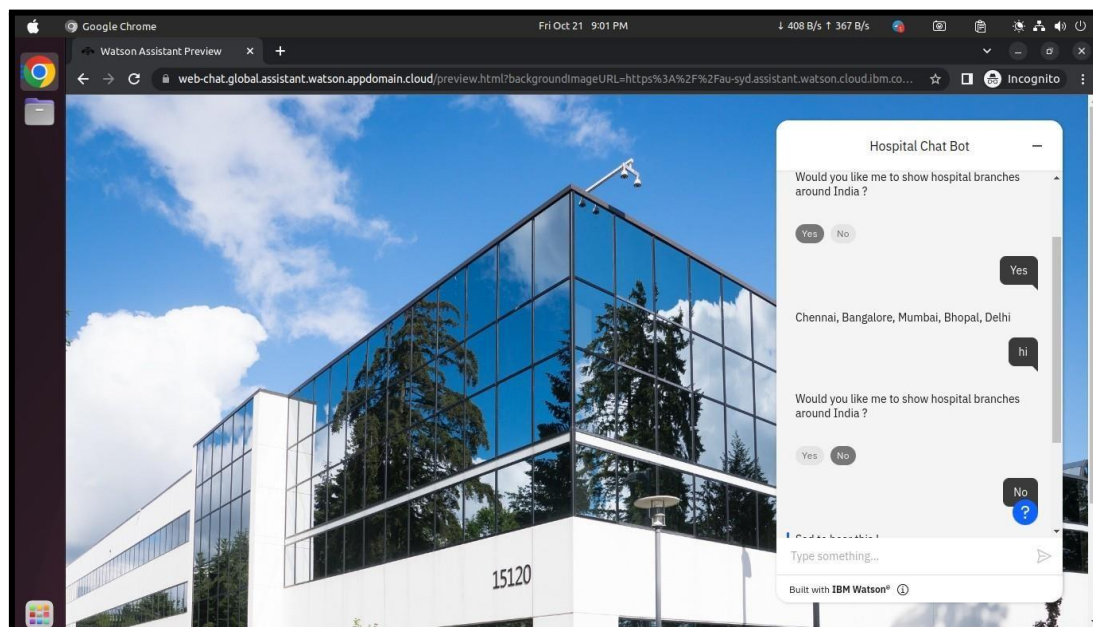 Google Chrome
Fri Oct 21 9:01 PM
↓ 408 B/s ↑ 367 B/s
Watson Assistant Preview
web-chat.global.assistant.watson.appdomain.cloud/preview.html?backgroundImageURL=https%3A%2F%2Fau-syd.assistant.watson.cloud.ibm.co...
Incognito
Hospital Chat Bot
Would you like me to show hospital branches
around India ?
Yes No
Yes
Chennai, Bangalore, Mumbai, Bhopal, Delhi
hi
Would you like me to show hospital branches
around India ?
Yes No
No
?
Sad to hear this !
Type something...
Built with IBM Watson®
15120